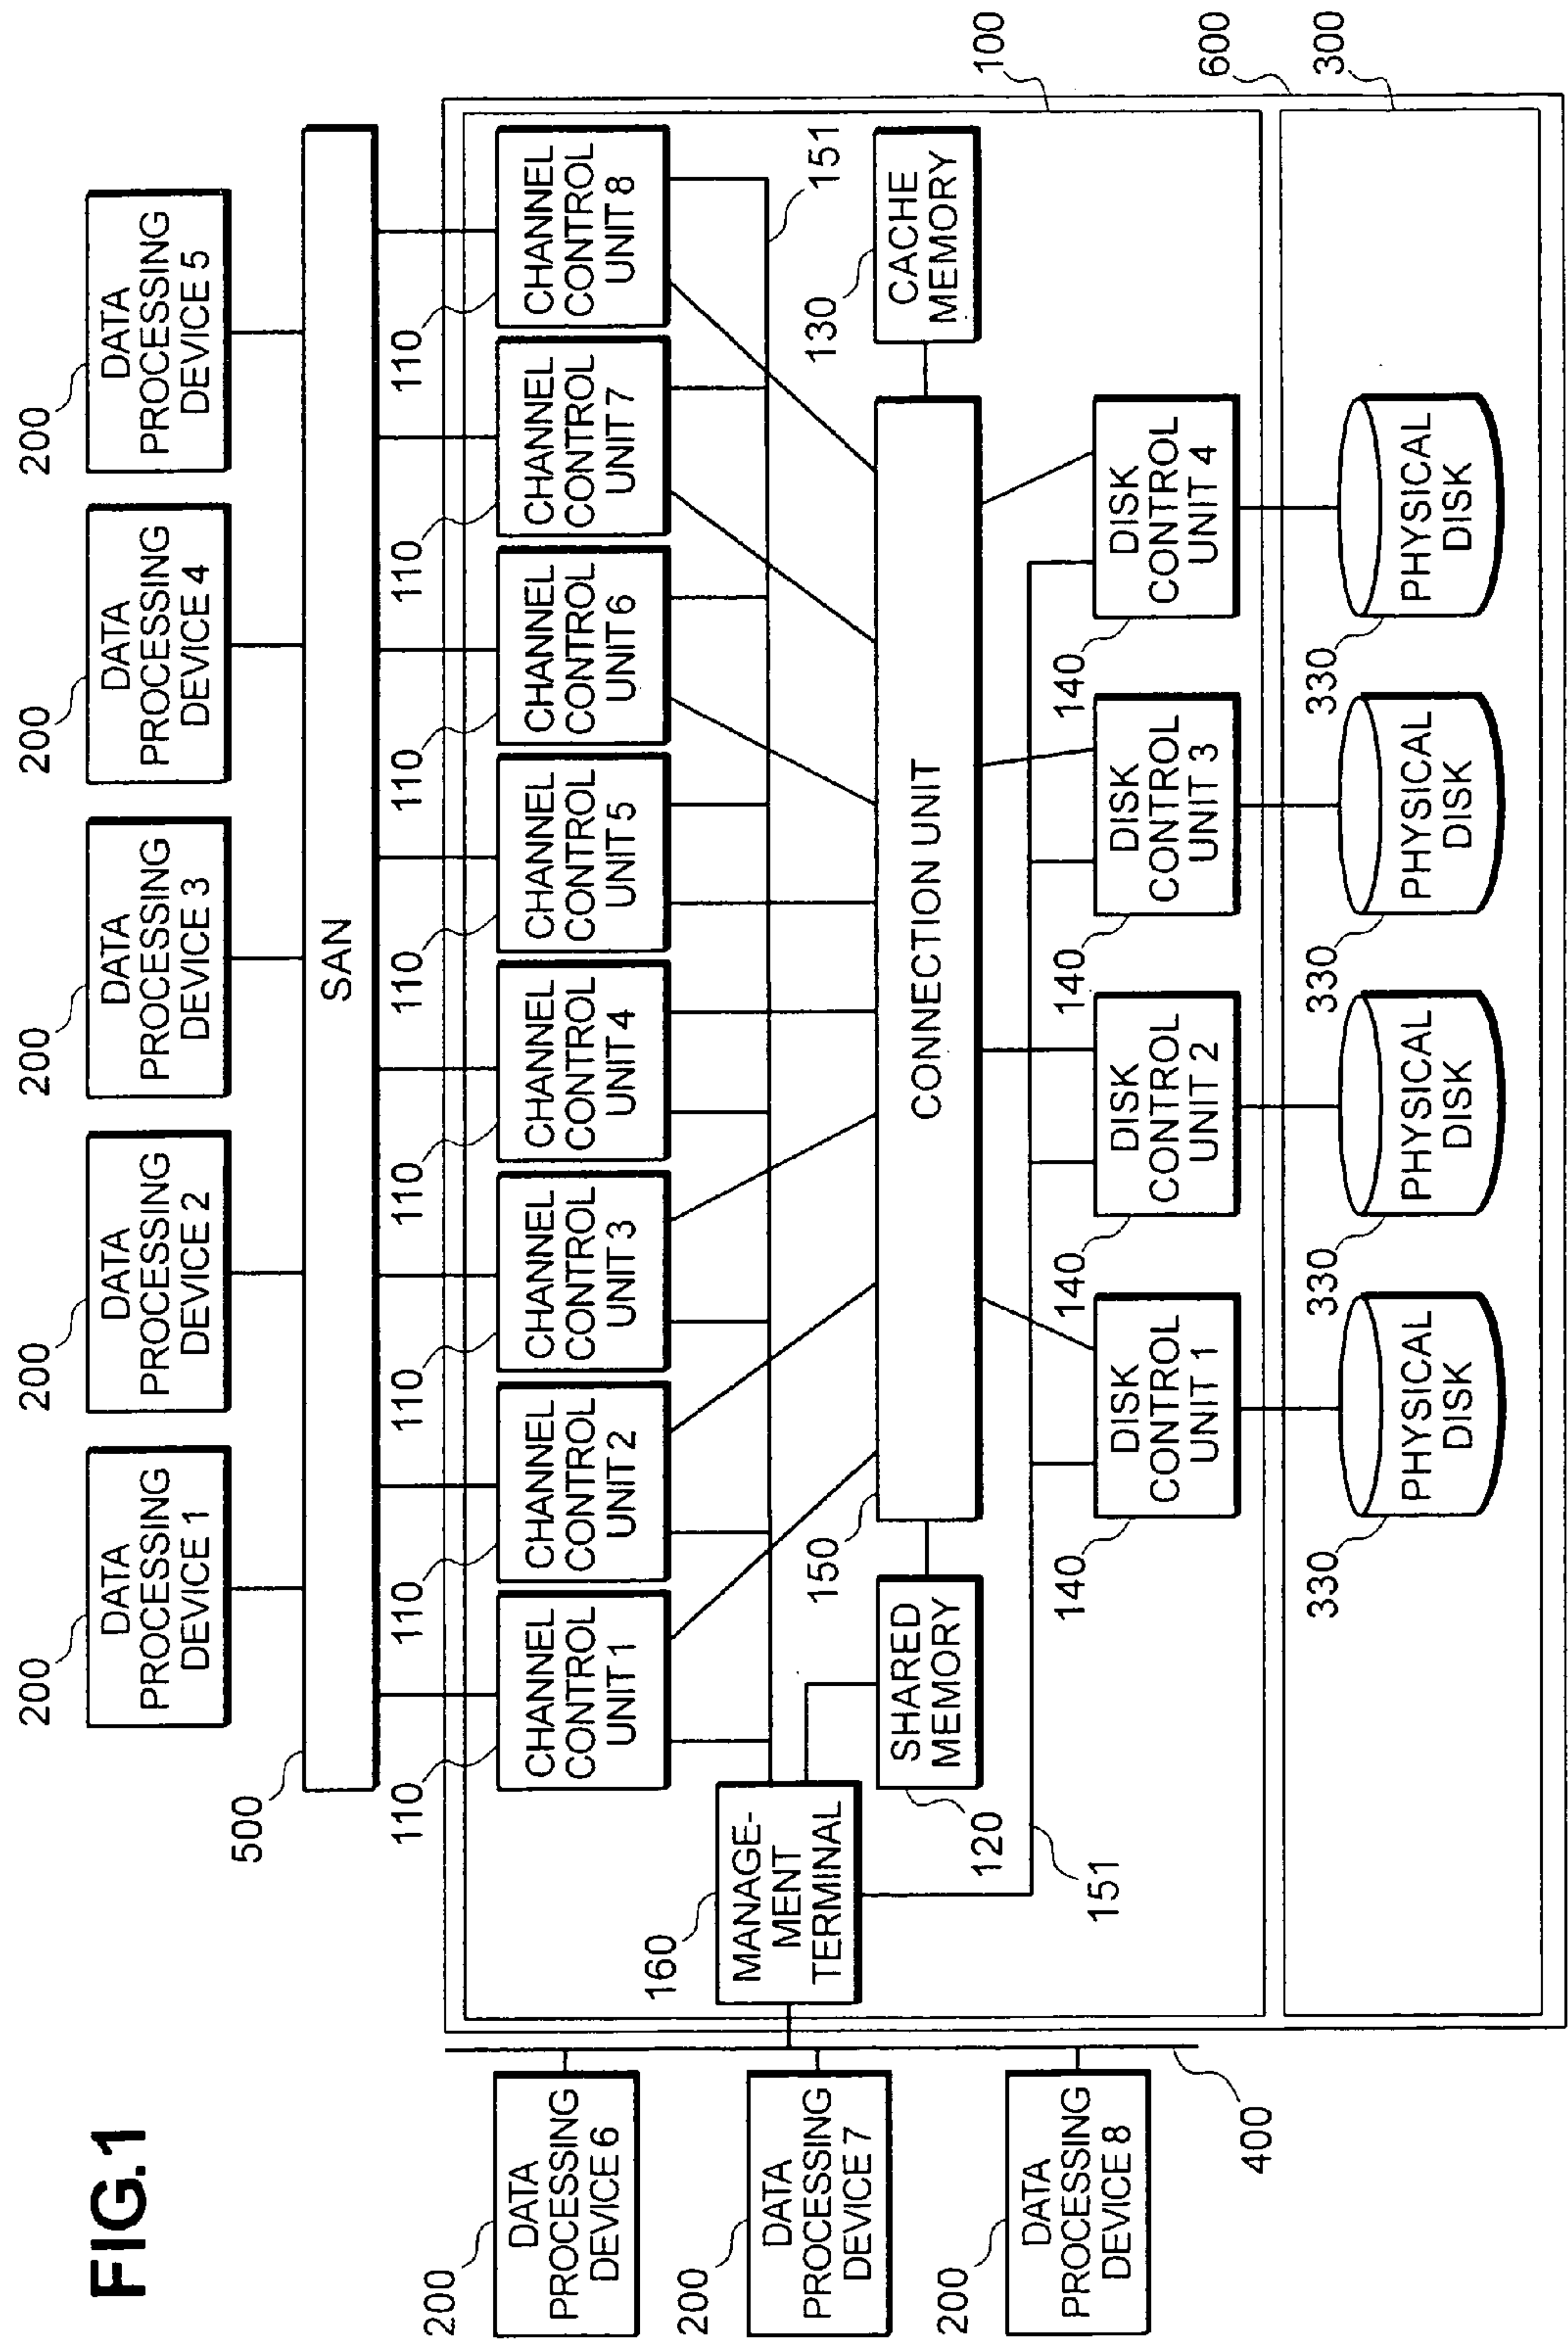 FIG.1
200
DATA
PROCESSING
DEVICE 1
200
DATA
PROCESSING
DEVICE 2
200
DATA
PROCESSING
DEVICE 3
200
DATA
PROCESSING
DEVICE 4
200
DATA
PROCESSING
DEVICE 5
500
SAN
110
CHANNEL
CONTROL
UNIT 1
110
CHANNEL
CONTROL
UNIT 2
110
CHANNEL
CONTROL
UNIT 3
110
CHANNEL
CONTROL
UNIT 4
110
CHANNEL
CONTROL
UNIT 5
110
CHANNEL
CONTROL
UNIT 6
110
CHANNEL
CONTROL
UNIT 7
110
CHANNEL
CONTROL
UNIT 8
200
DATA
PROCESSING
DEVICE 6
200
DATA
PROCESSING
DEVICE 7
200
DATA
PROCESSING
DEVICE 8
400
160
MANAGE-
MENT
TERMINAL
151
120
SHARED
MEMORY
150
CONNECTION UNIT
130
CACHE
MEMORY
151
140
DISK
CONTROL
UNIT 1
140
DISK
CONTROL
UNIT 2
140
DISK
CONTROL
UNIT 3
140
DISK
CONTROL
UNIT 4
100
600
300
330
PHYSICAL
DISK
330
PHYSICAL
DISK
330
PHYSICAL
DISK
330
PHYSICAL
DISK